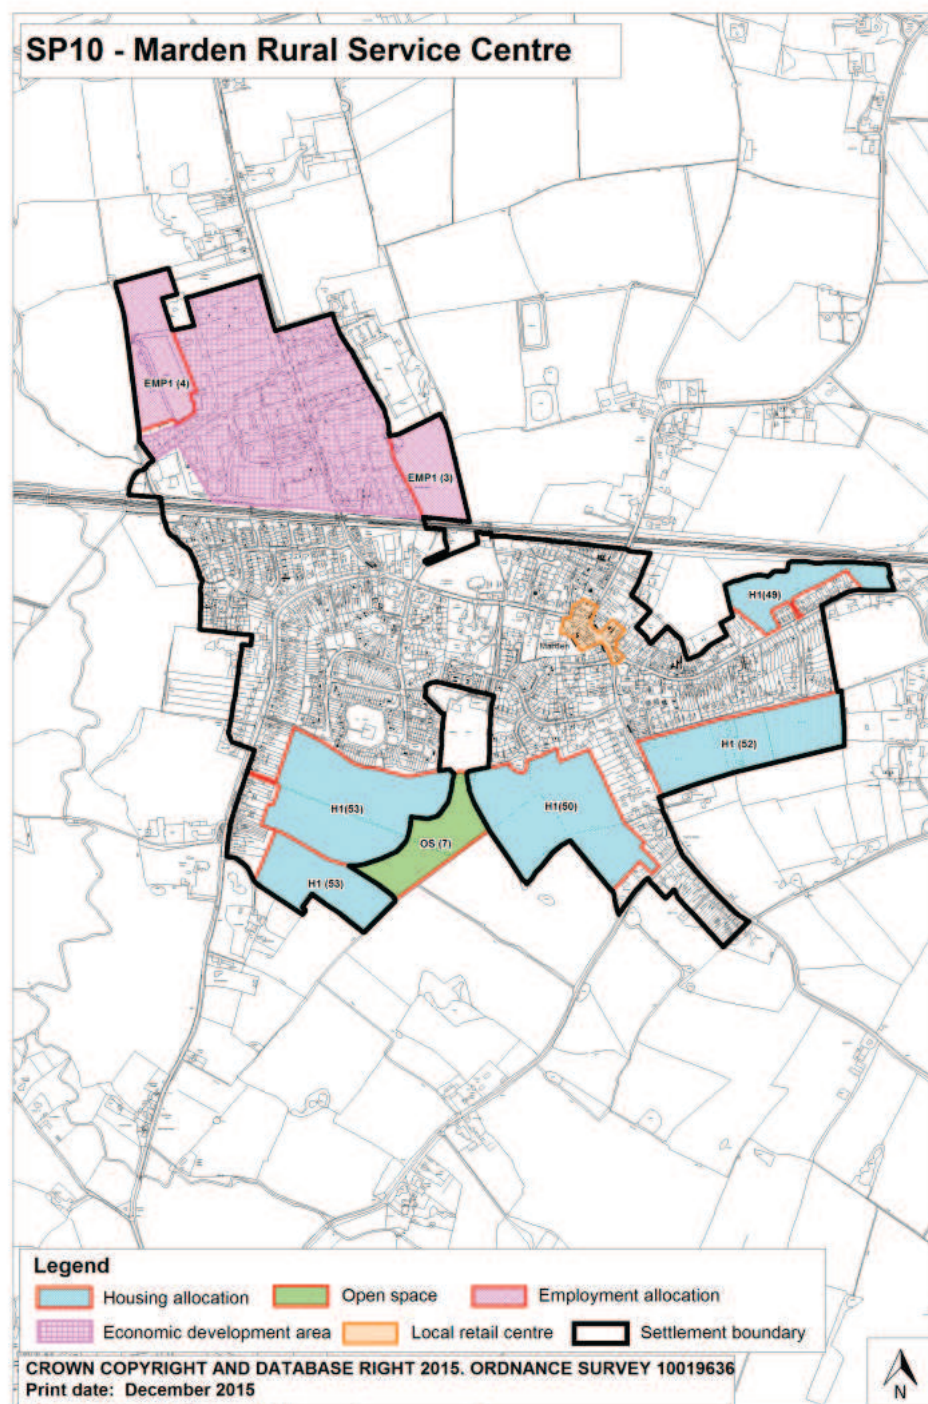 SP10 - Marden Rural Service Centre
EMP1 (4)
EMP1 (3)
H1(49)
Marden
H1 (52)
H1(53)
H1(50)
OS (7)
H1 (53)
Legend
Housing allocation
Open space
Employment allocation
Economic development area
Local retail centre
Settlement boundary
CROWN COPYRIGHT AND DATABASE RIGHT 2015. ORDNANCE SURVEY 10019636
Print date: December 2015
N